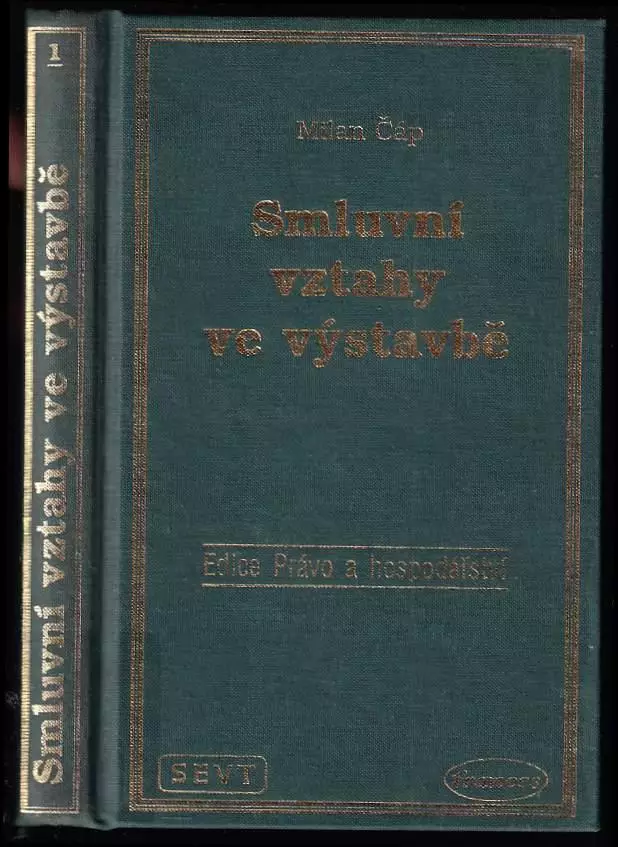 1
Smluvní vztahy ve výstavbě
Milan Čáp
Smluvní
vztahy
ve výstavbě
Edice Právo a hospodářství
SEVT